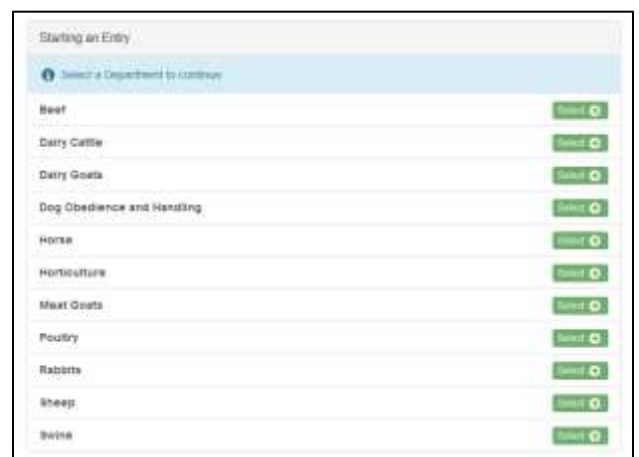 Starting an Entry
Select a Department to continue
Beef Select
Dairy Cattle Select
Dairy Goats Select
Dog Obedience and Handling Select
Horse Select
Horticulture Select
Meat Goats Select
Poultry Select
Rabbits Select
Sheep Select
Swine Select